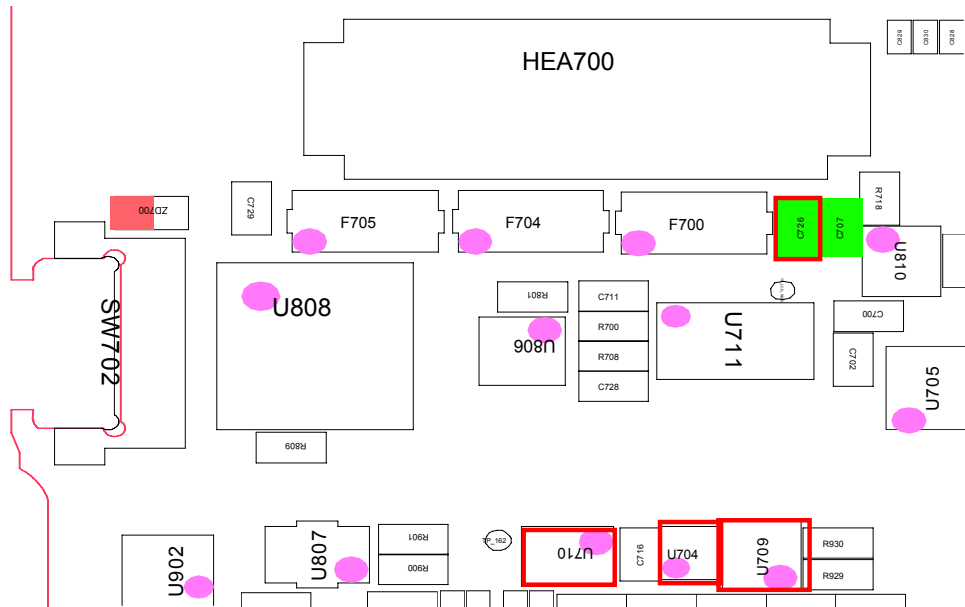 C829
C830
C828
HEA700
ZD700
C729
F705
F704
F700
C726
C707
R718
U810
SW702
U808
R801
U806
C711
R700
R708
C728
U711
C700
C702
U705
R809
U902
U807
R901
R900
TP_162
U710
C716
U704
U709
R930
R929